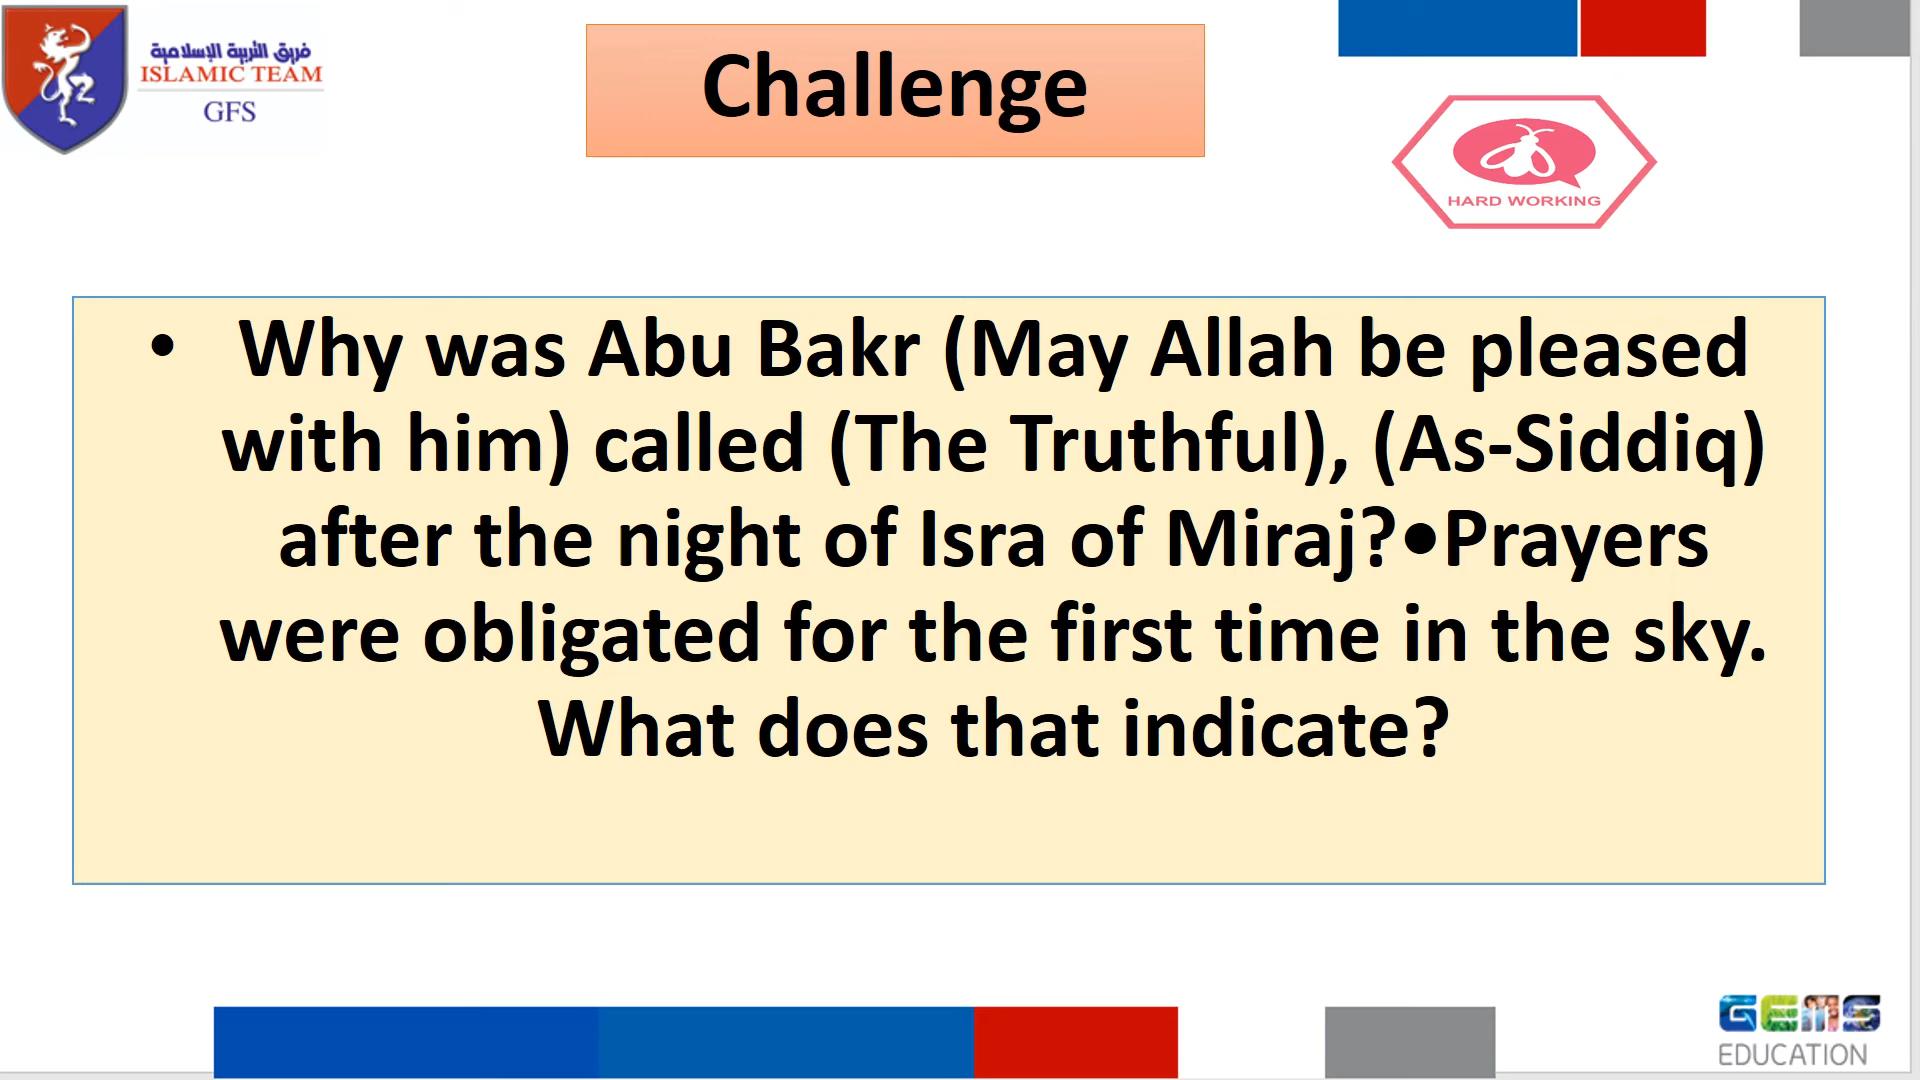 فريق التربية الإسلامية
ISLAMIC TEAM
GFS
Challenge
HARD WORKING
• Why was Abu Bakr (May Allah be pleased
with him) called (The Truthful), (As-Siddiq)
after the night of Isra of Miraj?•Prayers
were obligated for the first time in the sky.
What does that indicate?
GEMS
EDUCATION